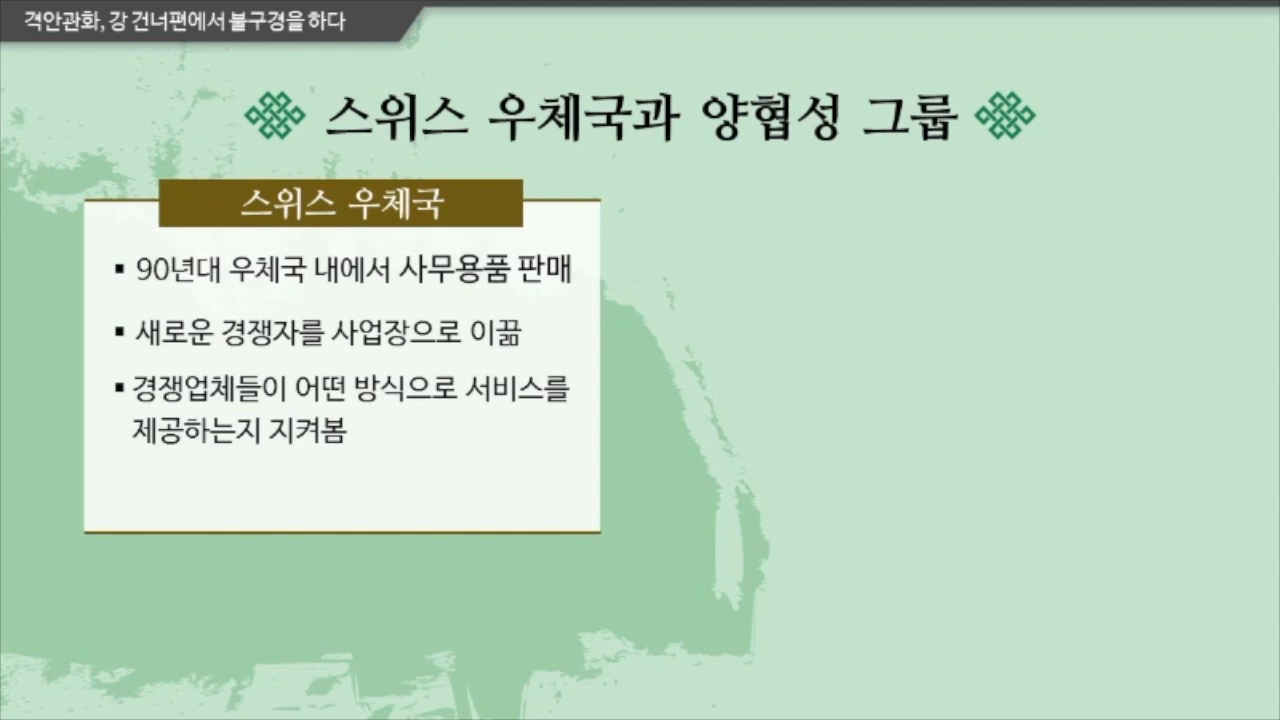 격안관화, 강 건너편에서 불구경을 하다
스위스 우체국과 양협성 그룹
스위스 우체국
▪ 90년대 우체국 내에서 사무용품 판매
▪ 새로운 경쟁자를 사업장으로 이끎
▪ 경쟁업체들이 어떤 방식으로 서비스를
제공하는지 지켜봄